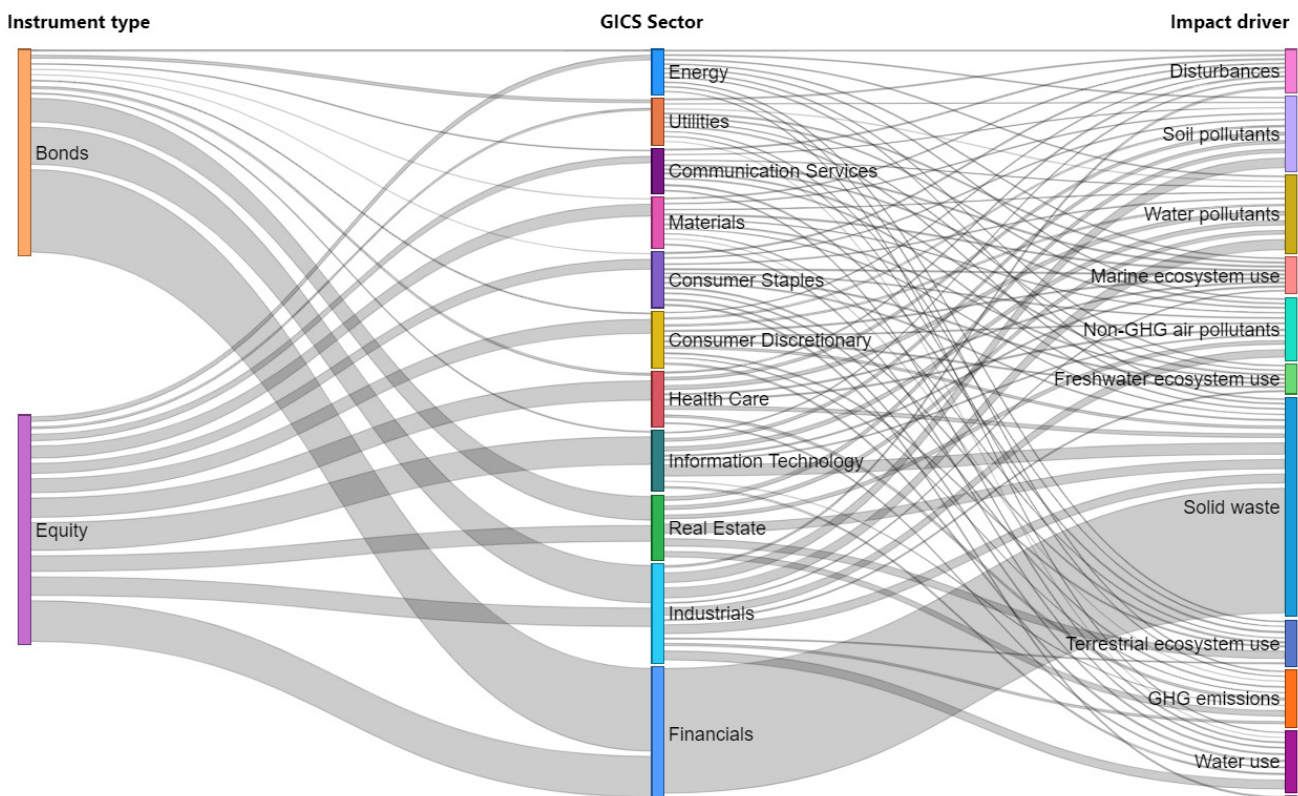 Instrument type
GICS Sector
Impact driver
Bonds
Equity
Energy
Utilities
Communication Services
Materials
Consumer Staples
Consumer Discretionary
Health Care
Information Technology
Real Estate
Industrials
Financials
Disturbances
Soil pollutants
Water pollutants
Marine ecosystem use
Non-GHG air pollutants
Freshwater ecosystem use
Solid waste
Terrestrial ecosystem use
GHG emissions
Water use